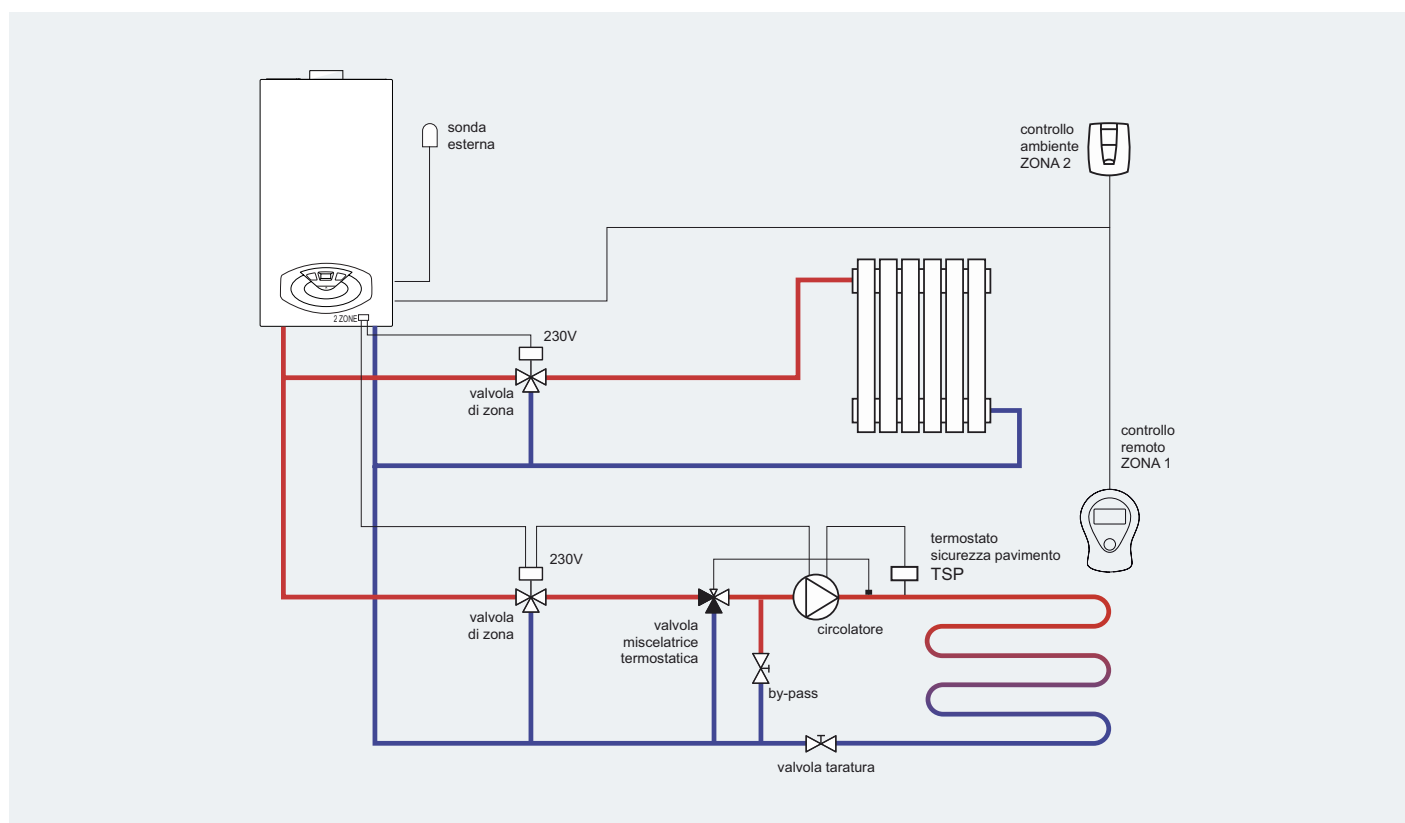 sonda
esterna
controllo
ambiente
ZONA 2
2 ZONE
230V
valvola
di zona
controllo
remoto
ZONA 1
230V
termostato
sicurezza pavimento
TSP
valvola
di zona
valvola
miscelatrice
termostatica
circolatore
by-pass
valvola taratura